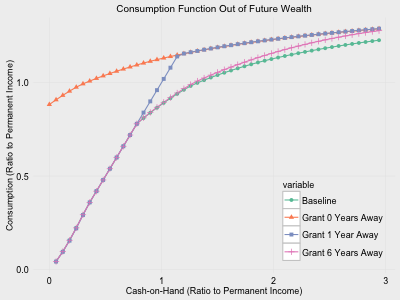 Consumption Function Out of Future Wealth
Consumption (Ratio to Permanent Income)
1.0
0.5
0.0
variable
Baseline
Grant 0 Years Away
Grant 1 Year Away
Grant 6 Years Away
0
1
2
3
Cash-on-Hand (Ratio to Permanent Income)